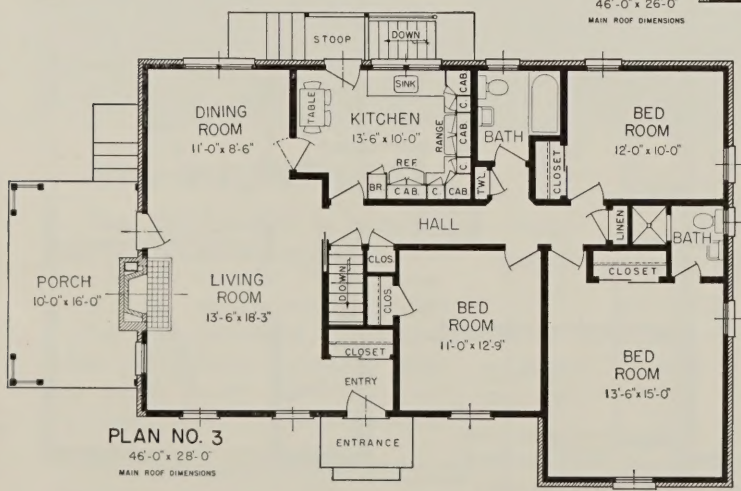 46'-0" x 26'-0"
MAIN ROOF DIMENSIONS
STOOP
DOWN
SINK
CAB.
C.
TABLE
DINING
ROOM
11'-0" x 8'-6"
KITCHEN
13'-6" x 10'-0"
RANGE
CAB.
C.
REF
BR
CAB.
C.
CAB
BATH
TWL.
CLOSET
BED
ROOM
12'-0" x 10'-0"
HALL
LINEN
BATH
PORCH
10'-0" x 16'-0"
LIVING
ROOM
13'-6" x 18'-3"
DOWN
CLOS.
CLOS.
CLOSET
CLOSET
BED
ROOM
11'-0" x 12'-9"
BED
ROOM
13'-6" x 15'-0"
ENTRY
ENTRANCE
PLAN NO. 3
46'-0" x 28'-0"
MAIN ROOF DIMENSIONS